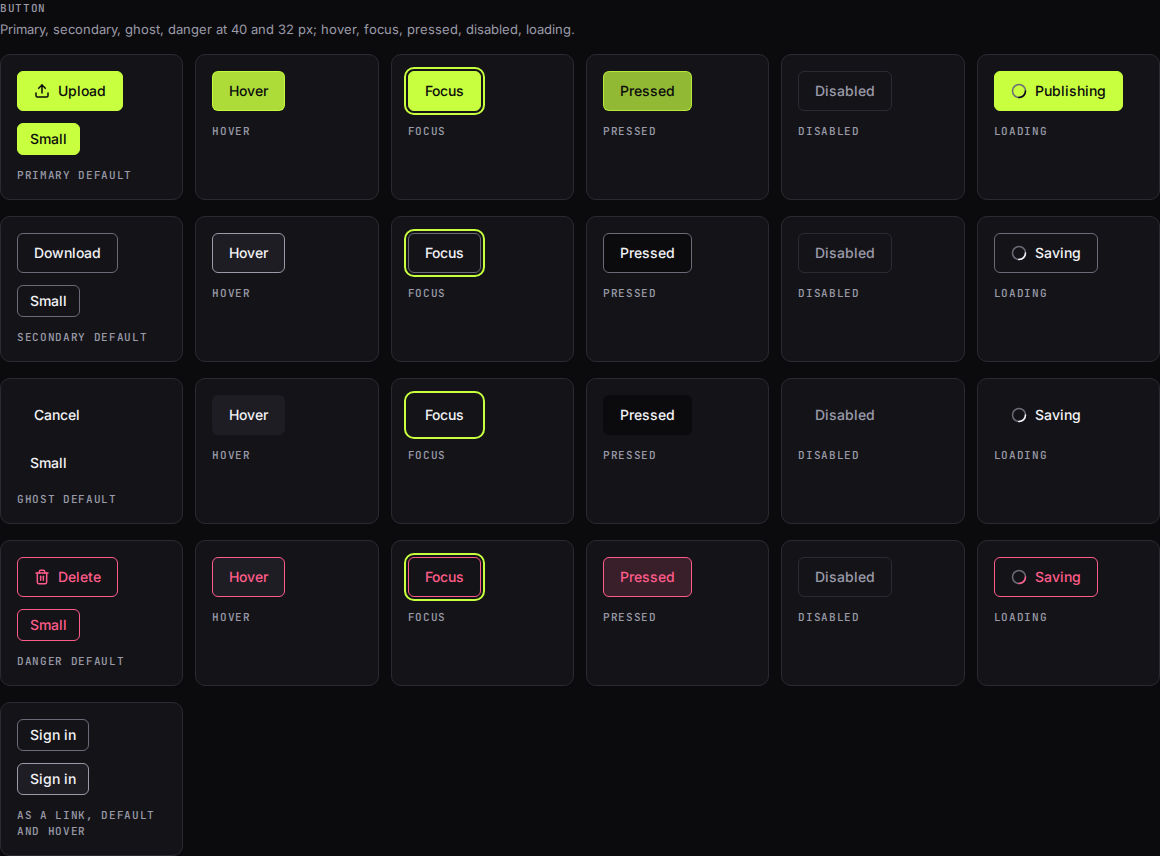 BUTTON
Primary, secondary, ghost, danger at 40 and 32 px; hover, focus, pressed, disabled, loading.
Upload
Small
PRIMARY DEFAULT
Hover
HOVER
Focus
FOCUS
Pressed
PRESSED
Disabled
DISABLED
Publishing
LOADING
Download
Small
SECONDARY DEFAULT
Hover
HOVER
Focus
FOCUS
Pressed
PRESSED
Disabled
DISABLED
Saving
LOADING
Cancel
Small
GHOST DEFAULT
Hover
HOVER
Focus
FOCUS
Pressed
PRESSED
Disabled
DISABLED
Saving
LOADING
Delete
Small
DANGER DEFAULT
Hover
HOVER
Focus
FOCUS
Pressed
PRESSED
Disabled
DISABLED
Saving
LOADING
Sign in
Sign in
AS A LINK, DEFAULT
AND HOVER